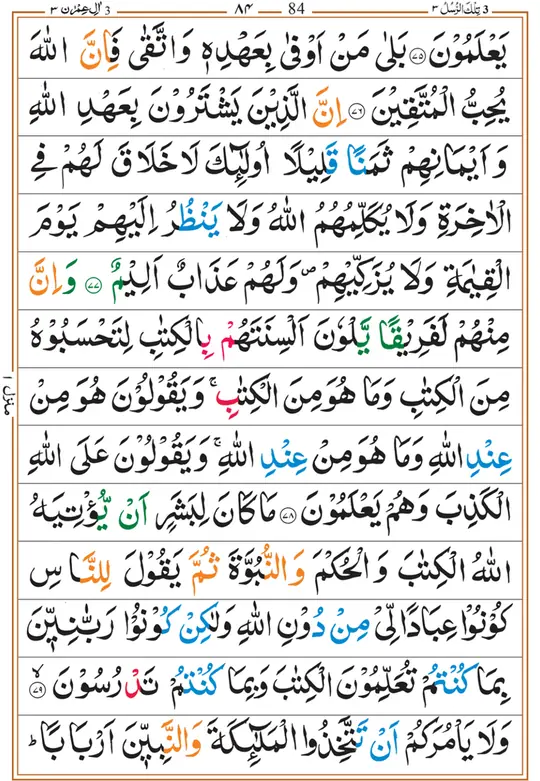 3 تِلْكَ الرُّسُلُ ٣ 84 ٨٤ 3 اٰلِ عِمْرٰن ٣
يَعْلَمُوْنَ ۝٧٥ بَلٰى مَنْ اَوْفٰى بِعَهْدِهٖ وَاتَّقٰى فَاِنَّ اللّٰهَ
يُحِبُّ الْمُتَّقِيْنَ ۝٧٦ اِنَّ الَّذِيْنَ يَشْتَرُوْنَ بِعَهْدِ اللّٰهِ
وَاَيْمَانِهِمْ ثَمَنًا قَلِيْلًا اُولٰٓئِكَ لَا خَلَاقَ لَهُمْ فِي
الْاٰخِرَةِ وَلَا يُكَلِّمُهُمُ اللّٰهُ وَلَا يَنْظُرُ اِلَيْهِمْ يَوْمَ
الْقِيٰمَةِ وَلَا يُزَكِّيْهِمْ ۖ وَلَهُمْ عَذَابٌ اَلِيْمٌ ۝٧٧ وَاِنَّ
مِنْهُمْ لَفَرِيْقًا يَّلْوٗنَ اَلْسِنَتَهُمْ بِالْكِتٰبِ لِتَحْسَبُوْهُ
مِنَ الْكِتٰبِ وَمَا هُوَ مِنَ الْكِتٰبِ ۚ وَيَقُوْلُوْنَ هُوَ مِنْ
عِنْدِ اللّٰهِ وَمَا هُوَ مِنْ عِنْدِ اللّٰهِ ۚ وَيَقُوْلُوْنَ عَلَى اللّٰهِ
الْكَذِبَ وَهُمْ يَعْلَمُوْنَ ۝٧٨ مَا كَانَ لِبَشَرٍ اَنْ يُّؤْتِيَهُ
اللّٰهُ الْكِتٰبَ وَالْحُكْمَ وَالنُّبُوَّةَ ثُمَّ يَقُوْلَ لِلنَّاسِ
كُوْنُوْا عِبَادًا لِّيْ مِنْ دُوْنِ اللّٰهِ وَلٰكِنْ كُوْنُوْا رَبّٰنِيّٖنَ
بِمَا كُنْتُمْ تُعَلِّمُوْنَ الْكِتٰبَ وَبِمَا كُنْتُمْ تَدْرُسُوْنَ ۙ۝٧٩
وَلَا يَاْمُرَكُمْ اَنْ تَتَّخِذُوا الْمَلٰٓئِكَةَ وَالنَّبِيّٖنَ اَرْبَابًا ؕ
منزل ١